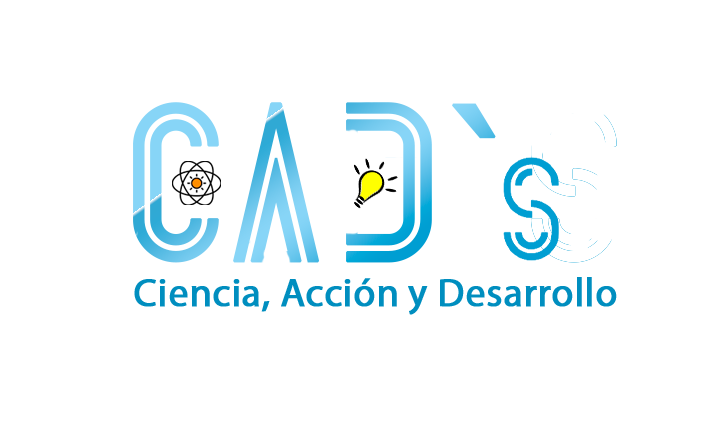 CAD`s
Ciencia, Acción y Desarrollo